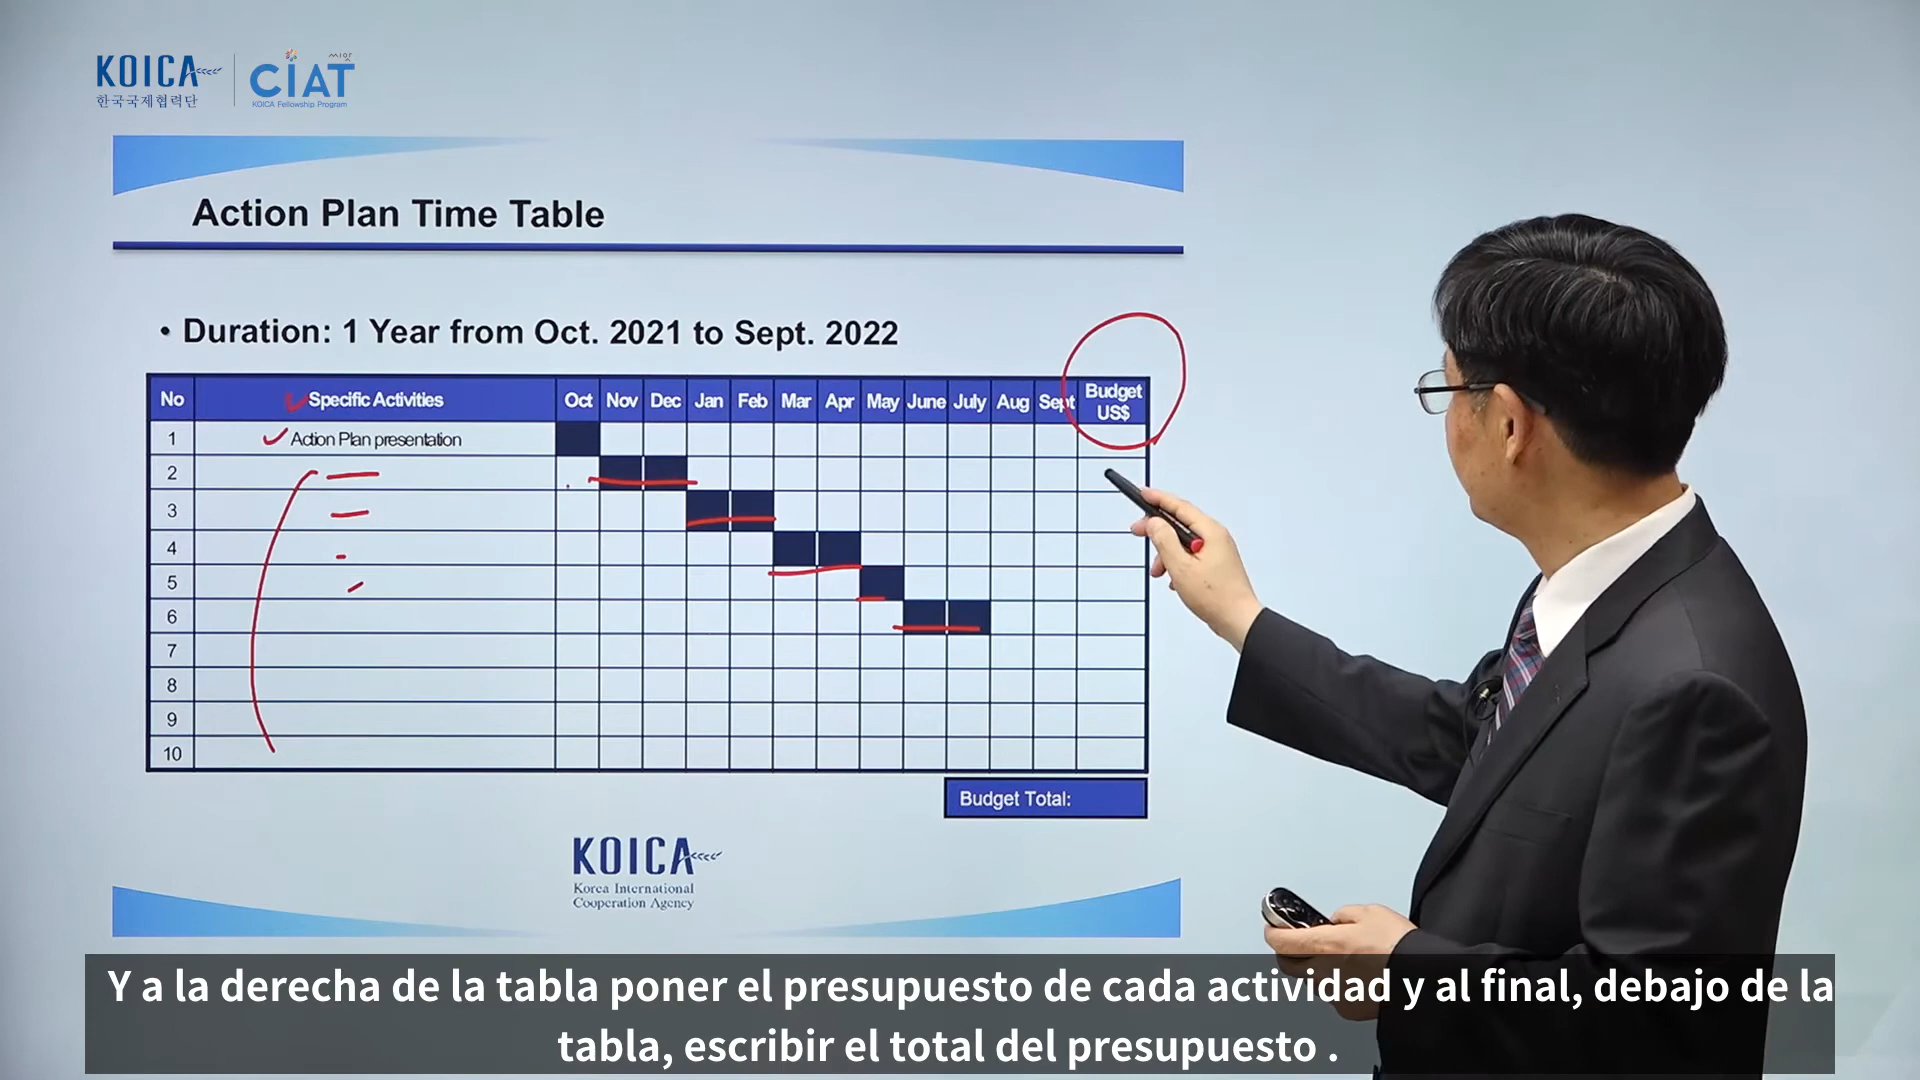 KOICA
한국국제협력단
씨앗
CIAT
KOICA Fellowship Program
Action Plan Time Table
• Duration: 1 Year from Oct. 2021 to Sept. 2022
No Specific Activities Oct Nov Dec Jan Feb Mar Apr May June July Aug Sept Budget US$
1 Action Plan presentation
2
3
4
5
6
7
8
9
10
Budget Total:
KOICA
Korea International
Cooperation Agency
Y a la derecha de la tabla poner el presupuesto de cada actividad y al final, debajo de la
tabla, escribir el total del presupuesto .